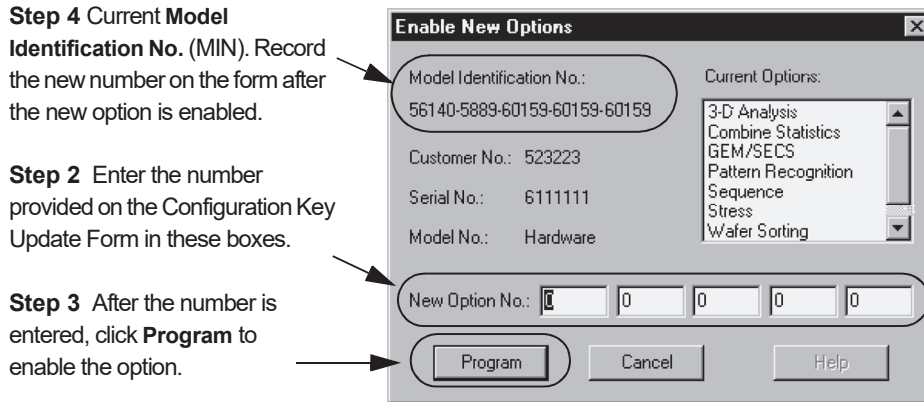 Step 4 Current Model
Identification No. (MIN). Record
the new number on the form after
the new option is enabled.
Step 2 Enter the number
provided on the Configuration Key
Update Form in these boxes.
Step 3 After the number is
entered, click Program to
enable the option.
Enable New Options
Model Identification No.:
56140-5889-60159-60159-60159
Customer No.: 523223
Serial No.: 6111111
Model No.: Hardware
Current Options:
3-D Analysis
Combine Statistics
GEM/SECS
Pattern Recognition
Sequence
Stress
Wafer Sorting
New Option No.: 0 0 0 0 0
Program Cancel Help